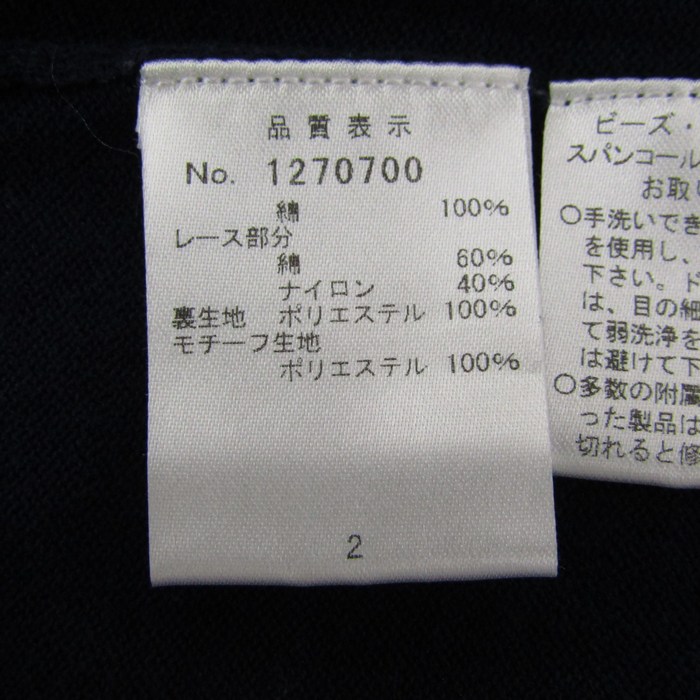 品質表示
No. 1270700
綿 100%
レース部分
綿 60%
ナイロン 40%
裏生地 ポリエステル 100%
モチーフ生地
ポリエステル 100%
2
ビーズ・
スパンコール
お取り
○手洗いでき
を使用し、
下さい。ド
は、目の細
て弱洗浄を
は避けて下
○多数の附属
った製品は
切れると修